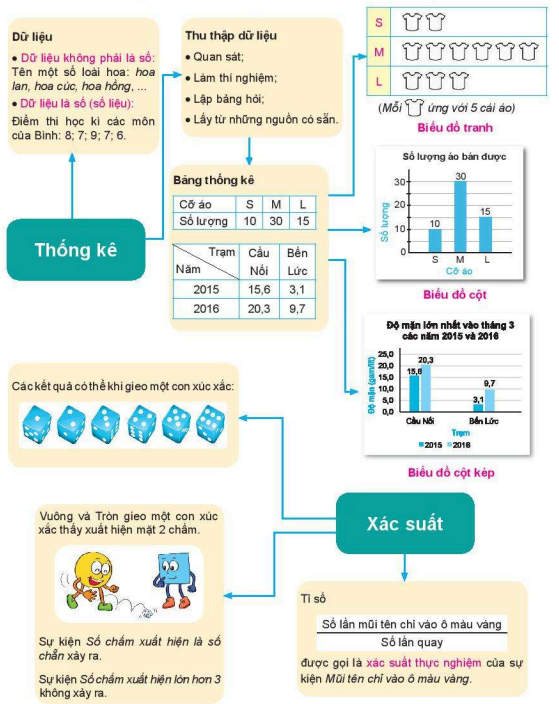 Dữ liệu
• Dữ liệu không phải là số:
Tên một số loài hoa: hoa
lan, hoa cúc, hoa hồng, ...
• Dữ liệu là số (số liệu):
Điểm thi học kì các môn
của Bình: 8; 7; 9; 7; 6.
Thu thập dữ liệu
• Quan sát;
• Làm thí nghiệm;
• Lập bảng hỏi;
• Lấy từ những nguồn có sẵn.
S
M
L
(Mỗi ứng với 5 cái áo)
Biểu đồ tranh
Thống kê
Bảng thống kê
Cỡ áo S M L
Số lượng 10 30 15
Trạm Cầu Nối Bến Lức
Năm
2015 15,6 3,1
2016 20,3 9,7
Số lượng áo bán được
Số lượng
30
20
10
0
10
30
15
S M L
Cỡ áo
Biểu đồ cột
Độ mặn lớn nhất vào tháng 3
các năm 2015 và 2016
Độ mặn (gam/lít)
25,0
20,0
15,0
10,0
5,0
0,0
15,6
20,3
3,1
9,7
Cầu Nối Bến Lức
Trạm
2015 2016
Biểu đồ cột kép
Các kết quả có thể khi gieo một con xúc xắc:
Xác suất
Vuông và Tròn gieo một con xúc
xắc thấy xuất hiện mặt 2 chấm.
Sự kiện Số chấm xuất hiện là số
chẵn xảy ra.
Sự kiện Số chấm xuất hiện lớn hơn 3
không xảy ra.
Tỉ số
Số lần mũi tên chỉ vào ô màu vàng
Số lần quay
được gọi là xác suất thực nghiệm của sự
kiện Mũi tên chỉ vào ô màu vàng.